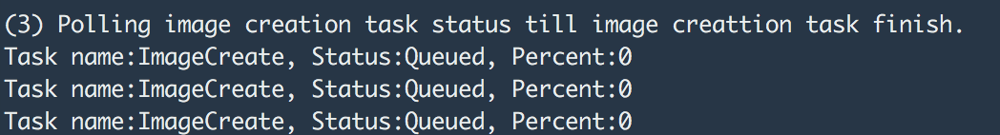 (3) Polling image creation task status till image creattion task finish.
Task name:ImageCreate, Status:Queued, Percent:0
Task name:ImageCreate, Status:Queued, Percent:0
Task name:ImageCreate, Status:Queued, Percent:0